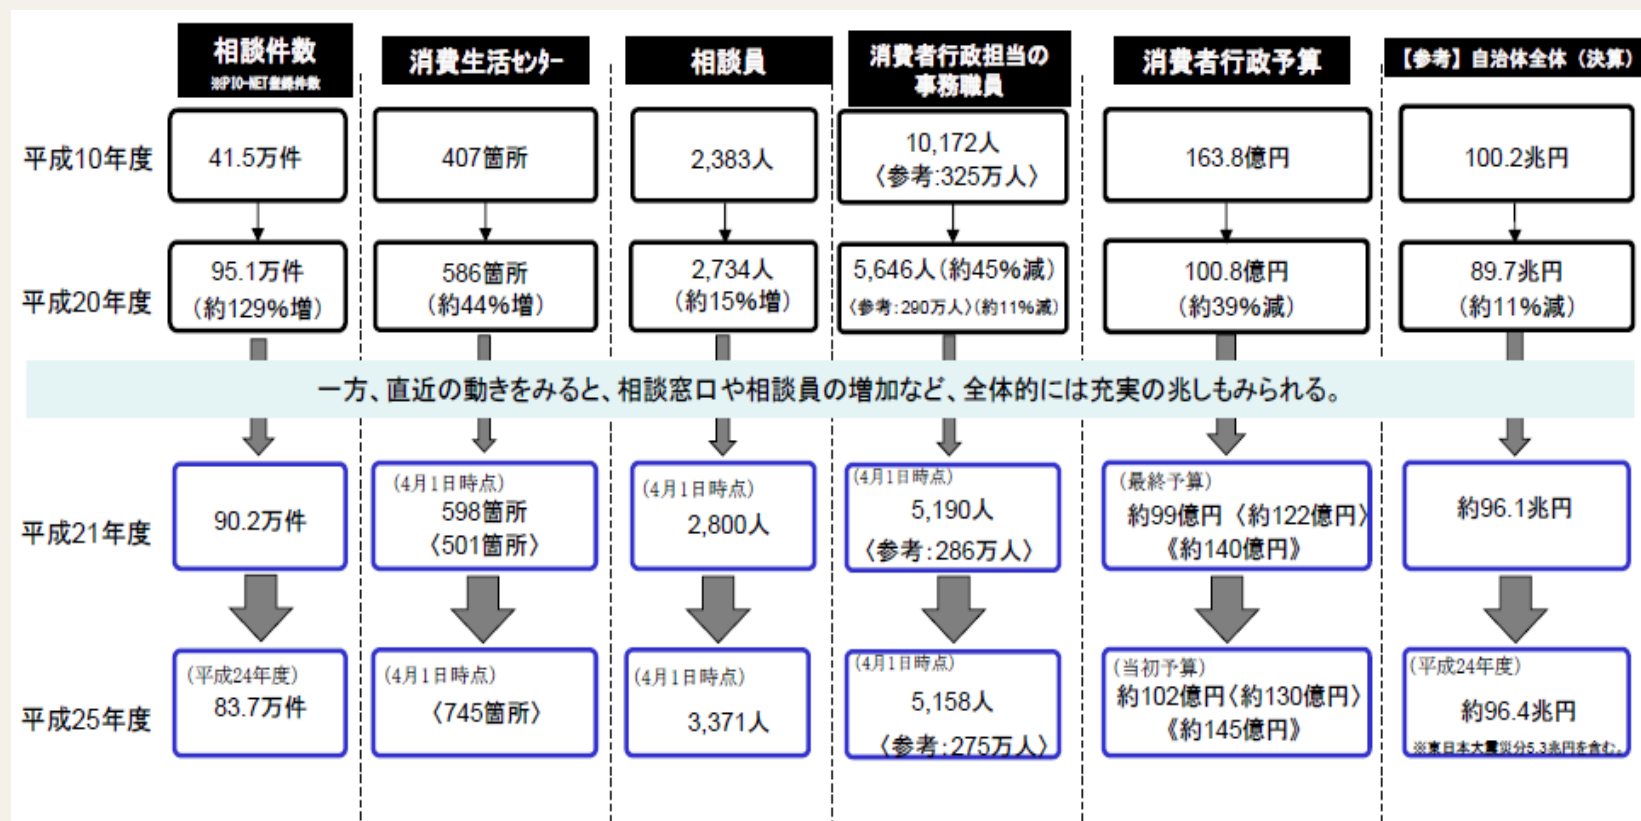 相談件数
※PIO-NET登録件数
消費生活センター
相談員
消費者行政担当の
事務職員
消費者行政予算
【参考】自治体全体（決算）
平成10年度
41.5万件
407箇所
2,383人
10,172人
〈参考:325万人〉
163.8億円
100.2兆円
平成20年度
95.1万件
（約129%増）
586箇所
（約44%増）
2,734人
（約15%増）
5,646人（約45%減）
〈参考:290万人〉（約11%減）
100.8億円
（約39%減）
89.7兆円
（約11%減）
一方、直近の動きをみると、相談窓口や相談員の増加など、全体的には充実の兆しもみられる。
平成21年度
90.2万件
（4月1日時点）
598箇所
〈501箇所〉
（4月1日時点）
2,800人
（4月1日時点）
5,190人
〈参考:286万人〉
（最終予算）
約99億円〈約122億円〉
《約140億円》
約96.1兆円
平成25年度
（平成24年度）
83.7万件
（4月1日時点）
〈745箇所〉
（4月1日時点）
3,371人
（4月1日時点）
5,158人
〈参考:275万人〉
（当初予算）
約102億円〈約130億円〉
《約145億円》
（平成24年度）
約96.4兆円
※東日本大震災分5.3兆円を含む。